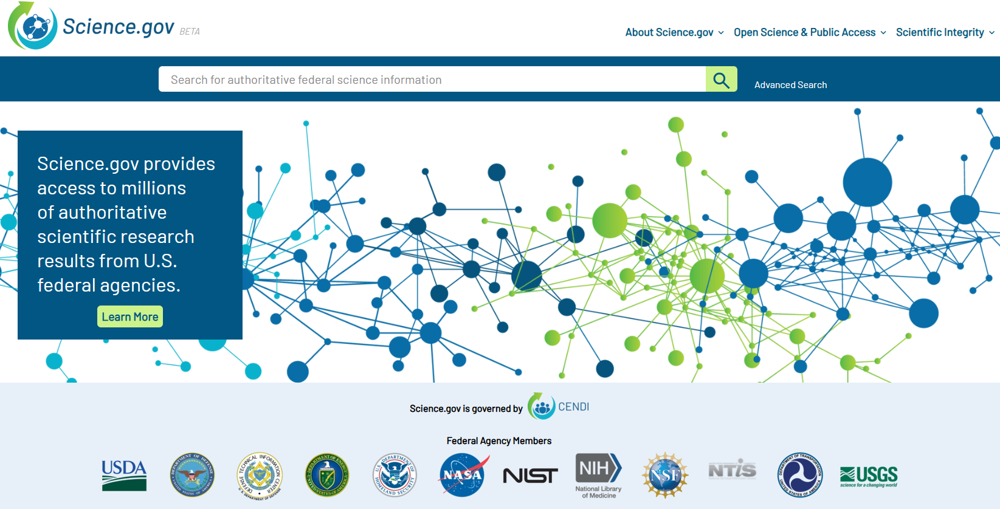 Science.gov BETA
About Science.gov
Open Science & Public Access
Scientific Integrity
Search for authoritative federal science information
Advanced Search
Science.gov provides
access to millions
of authoritative
scientific research
results from U.S.
federal agencies.
Learn More
Science.gov is governed by
CENDI
Federal Agency Members
USDA
DEPARTMENT OF DEFENSE
UNITED STATES OF AMERICA
DEFENSE TECHNICAL INFORMATION CENTER
U.S. DEPARTMENT OF DEFENSE
DEPARTMENT OF ENERGY
UNITED STATES OF AMERICA
U.S. DEPARTMENT OF
HOMELAND SECURITY
NASA
NIST
NIH
National Library
of Medicine
NSF
NTIS
DEPARTMENT OF TRANSPORTATION
UNITED STATES OF AMERICA
USGS
science for a changing world